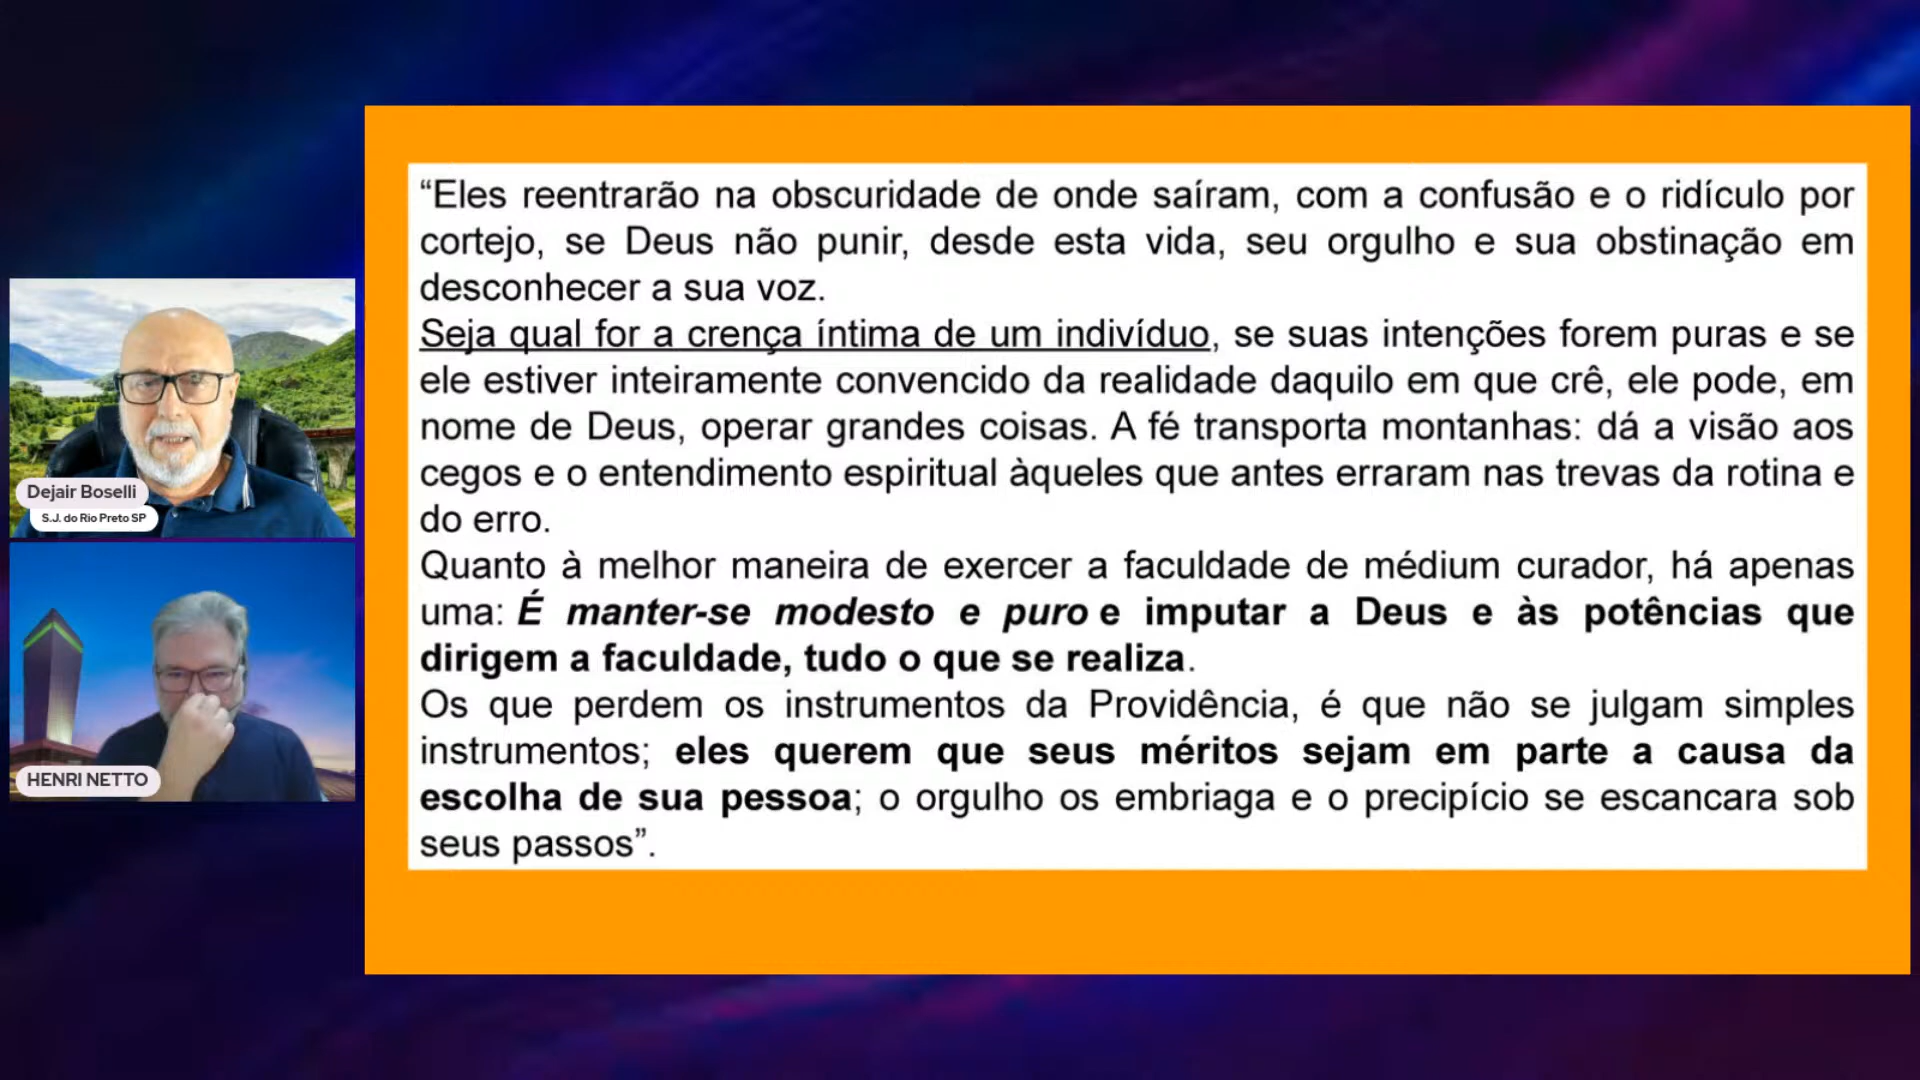 “Eles reentrarão na obscuridade de onde saíram, com a confusão e o ridículo por
cortejo, se Deus não punir, desde esta vida, seu orgulho e sua obstinação em
desconhecer a sua voz.
Seja qual for a crença íntima de um indivíduo, se suas intenções forem puras e se
ele estiver inteiramente convencido da realidade daquilo em que crê, ele pode, em
nome de Deus, operar grandes coisas. A fé transporta montanhas: dá a visão aos
cegos e o entendimento espiritual àqueles que antes erraram nas trevas da rotina e
do erro.
Quanto à melhor maneira de exercer a faculdade de médium curador, há apenas
uma: É manter-se modesto e puro e imputar a Deus e às potências que
dirigem a faculdade, tudo o que se realiza.
Os que perdem os instrumentos da Providência, é que não se julgam simples
instrumentos; eles querem que seus méritos sejam em parte a causa da
escolha de sua pessoa; o orgulho os embriaga e o precipício se escancara sob
seus passos”.
Dejair Boselli
S.J. do Rio Preto SP
HENRI NETTO